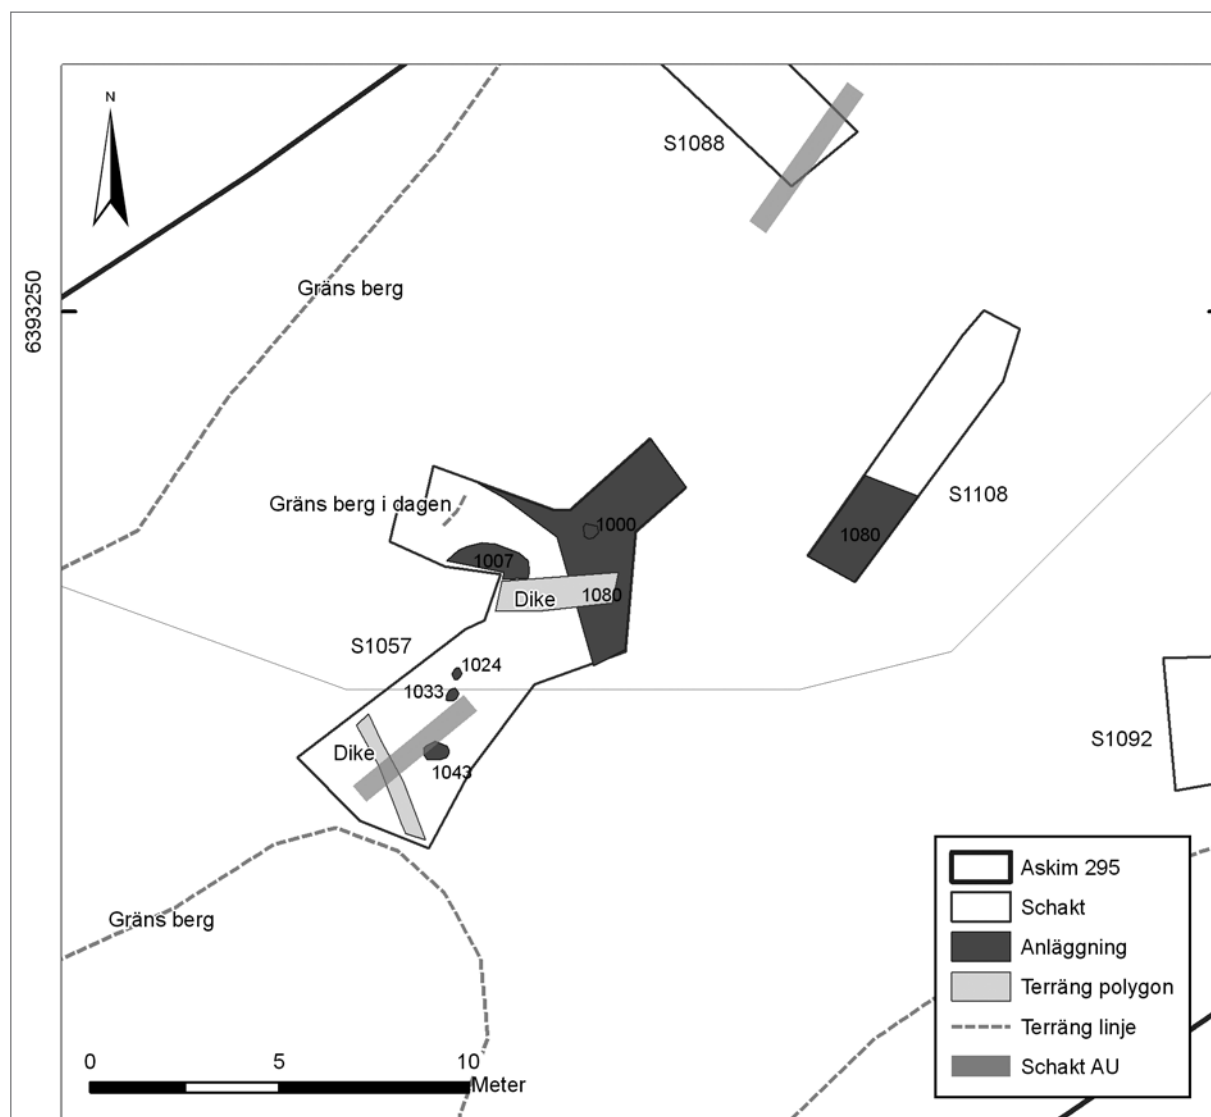 N
S1088
6393250
Gräns berg
Gräns berg i dagen
S1108
1000
1080
1007
Dike
1080
S1057
1024
1033
Dike
1043
S1092
Gräns berg
Askim 295
Schakt
Anläggning
Terräng polygon
Terräng linje
Schakt AU
0 5 10
Meter